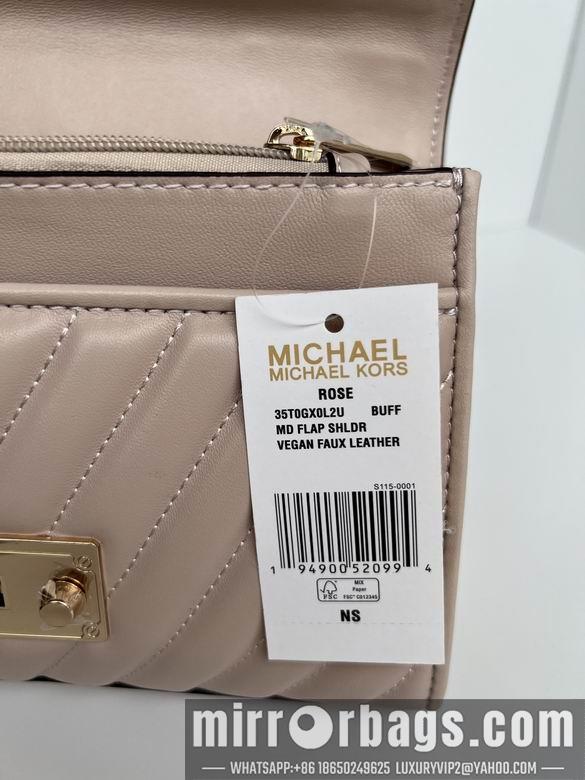 MICHAEL
MICHAEL KORS
ROSE
35T0GX0L2U BUFF
MD FLAP SHLDR
VEGAN FAUX LEATHER
S115-0001
1 94900 52099 4
FSC
MIX
Paper
FSC® C012345
NS
mirrorbags.com
WHATSAPP:+86 18650249625 LUXURYVIP2@YAHOO.COM